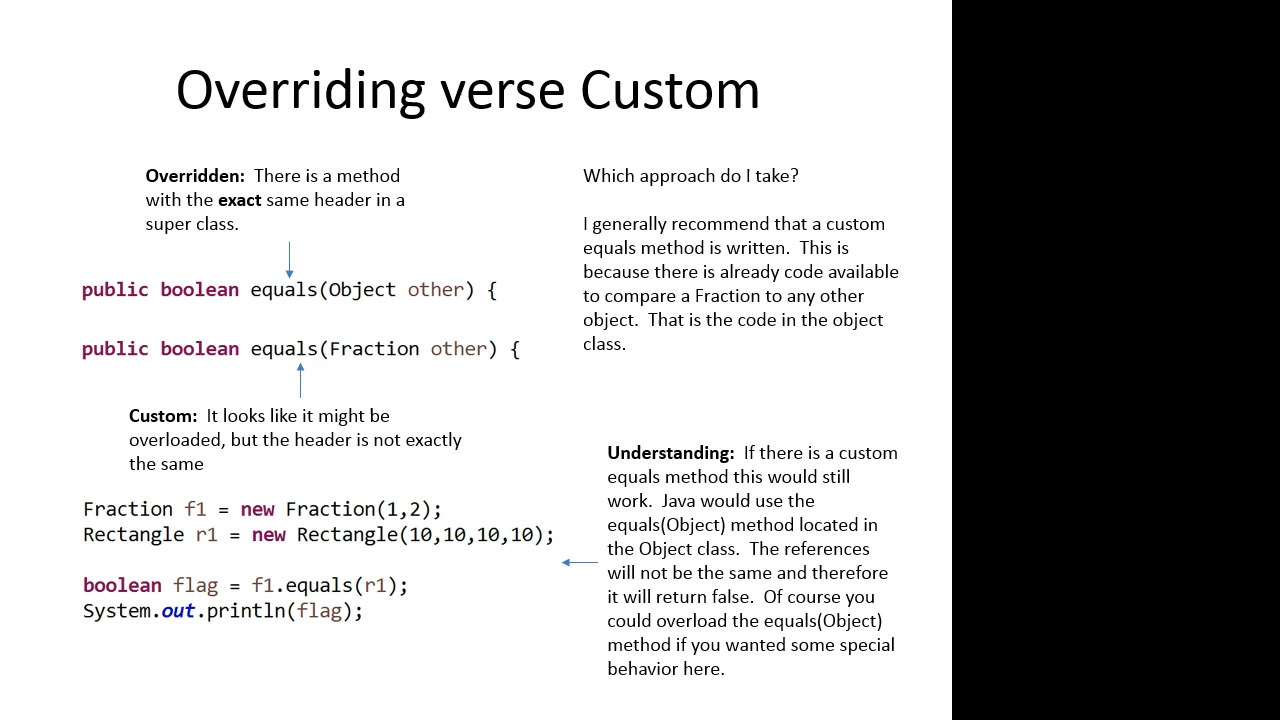 Overriding verse Custom
Overridden:  There is a method
with the exact same header in a
super class.
public boolean equals(Object other) {
public boolean equals(Fraction other) {
Custom:  It looks like it might be
overloaded, but the header is not exactly
the same
Fraction f1 = new Fraction(1,2);
Rectangle r1 = new Rectangle(10,10,10,10);
boolean flag = f1.equals(r1);
System.out.println(flag);
Which approach do I take?
I generally recommend that a custom
equals method is written.  This is
because there is already code available
to compare a Fraction to any other
object.  That is the code in the object
class.
Understanding:  If there is a custom
equals method this would still
work.  Java would use the
equals(Object) method located in
the Object class.  The references
will not be the same and therefore
it will return false.  Of course you
could overload the equals(Object)
method if you wanted some special
behavior here.